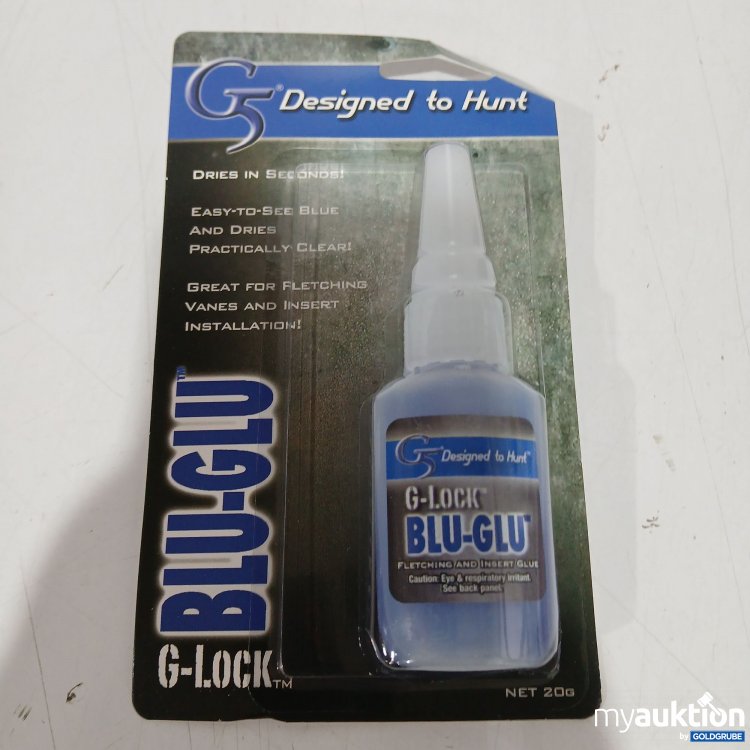 G5® Designed to Hunt
DRIES IN SECONDS!
EASY-TO-SEE BLUE
AND DRIES
PRACTICALLY CLEAR!
GREAT FOR FLETCHING
VANES AND INSERT
INSTALLATION!
BLU-GLU™
G-LOCK™
G5 Designed to Hunt™
G-LOCK™
BLU-GLU™
FLETCHING AND INSERT GLUE
Caution: Eye & respiratory irritant.
See back panel.
NET 20G
myauktion
by GOLDGRUBE